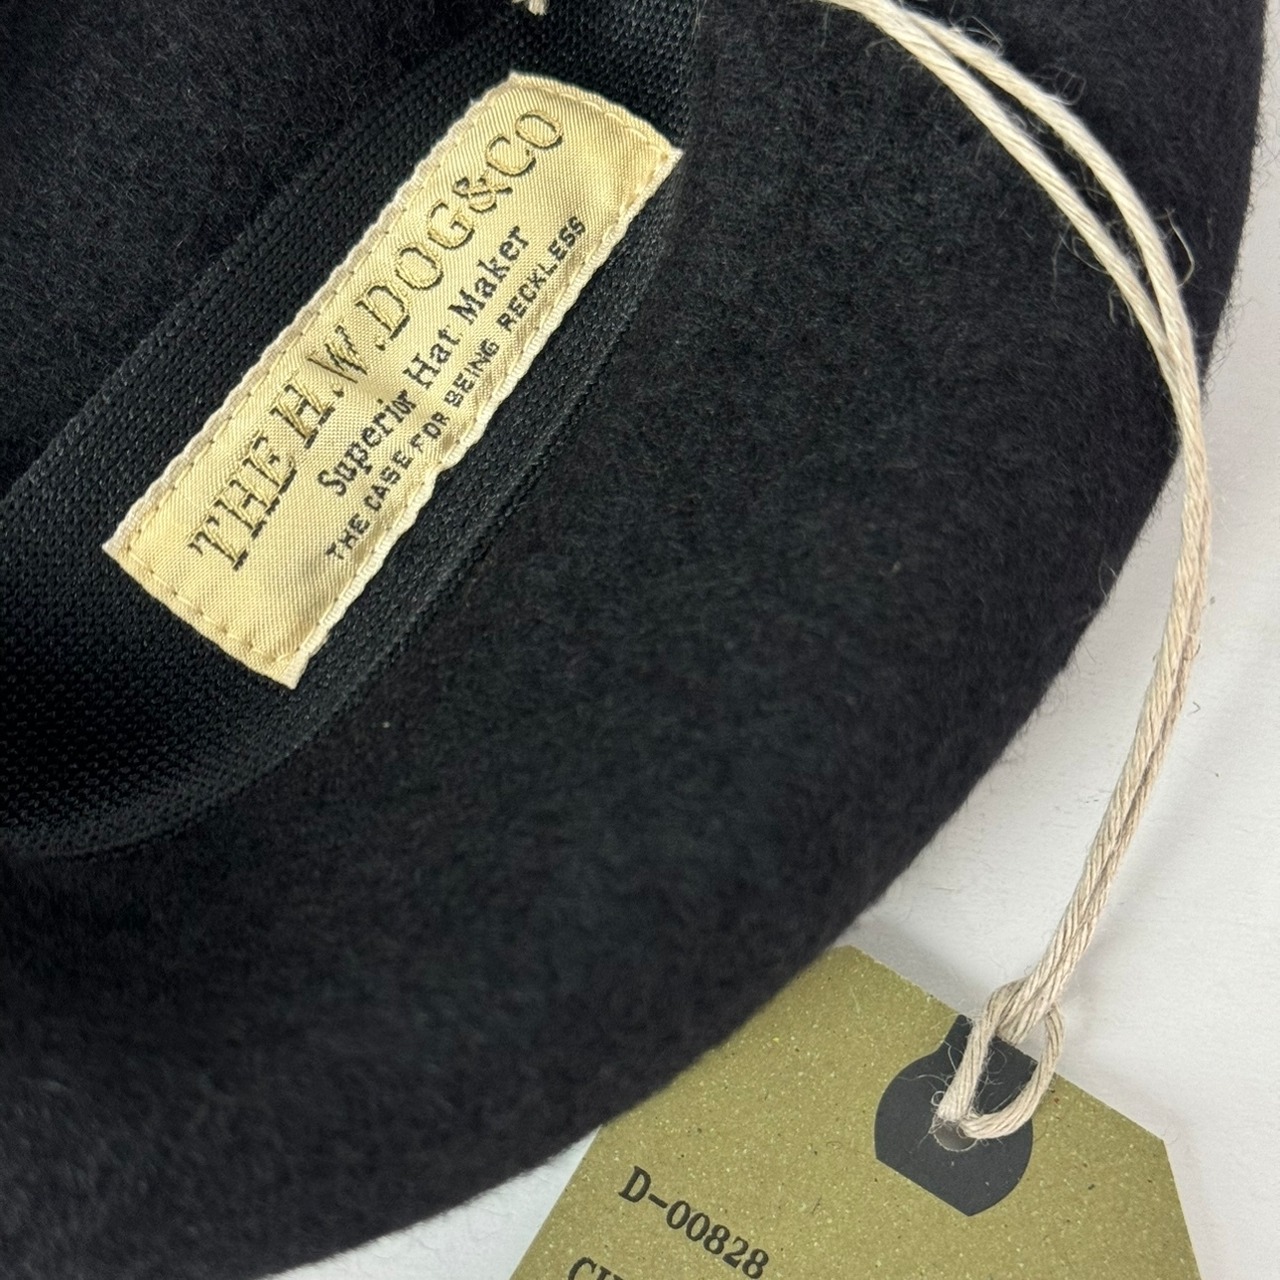 THE H.W.DOG&CO
Superior Hat Maker
THE CASE FOR BEING RECKLESS
D-00828